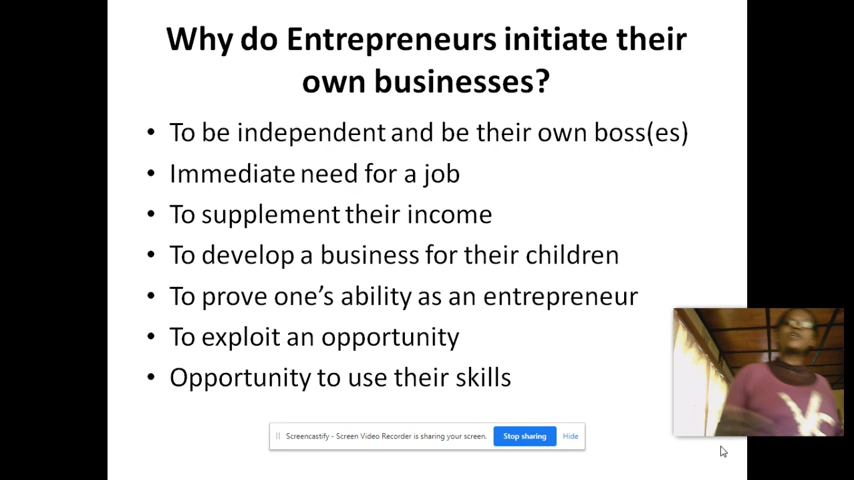 Why do Entrepreneurs initiate their
own businesses?
• To be independent and be their own boss(es)
• Immediate need for a job
• To supplement their income
• To develop a business for their children
• To prove one’s ability as an entrepreneur
• To exploit an opportunity
• Opportunity to use their skills
Screencastify - Screen Video Recorder is sharing your screen. Stop sharing Hide